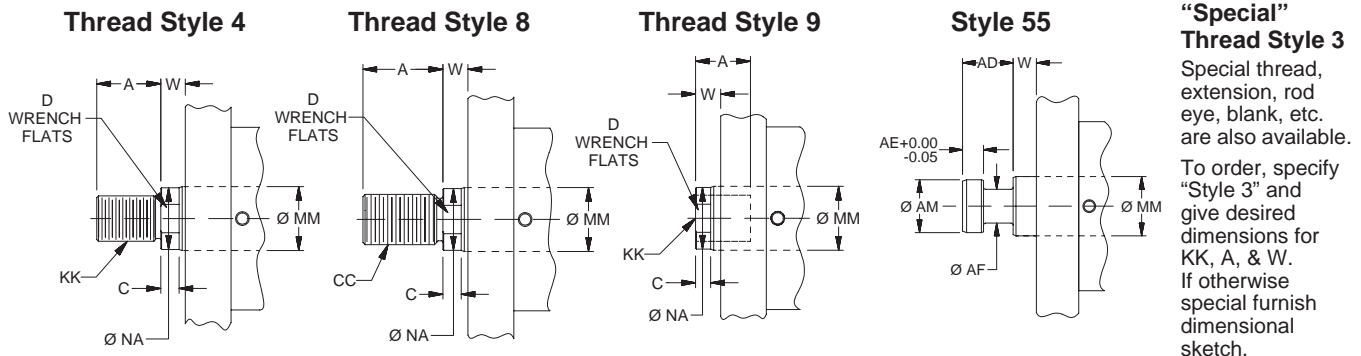 Thread Style 4
A
W
D
WRENCH
FLATS
Ø MM
KK
C
Ø NA
Thread Style 8
A
W
D
WRENCH
FLATS
Ø MM
CC
C
Ø NA
Thread Style 9
A
W
D
WRENCH
FLATS
Ø MM
KK
C
Ø NA
Style 55
AD
W
AE+0.00
-0.05
Ø AM
Ø MM
Ø AF
“Special”
Thread Style 3
Special thread,
extension, rod
eye, blank, etc.
are also available.
To order, specify
“Style 3” and
give desired
dimensions for
KK, A, & W.
If otherwise
special furnish
dimensional
sketch.